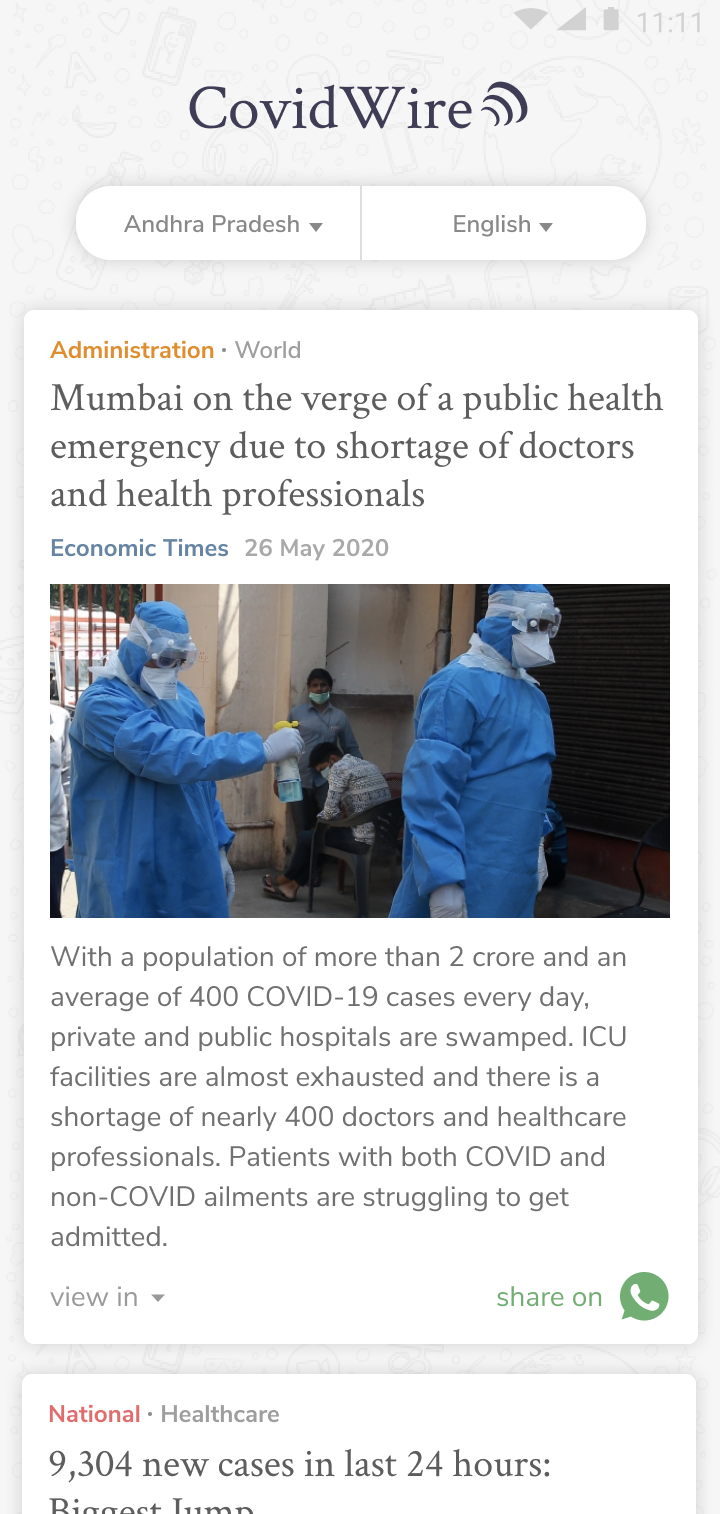 11:11
CovidWire
Andhra Pradesh
English
Administration · World
Mumbai on the verge of a public health
emergency due to shortage of doctors
and health professionals
Economic Times 26 May 2020
With a population of more than 2 crore and an
average of 400 COVID-19 cases every day,
private and public hospitals are swamped. ICU
facilities are almost exhausted and there is a
shortage of nearly 400 doctors and healthcare
professionals. Patients with both COVID and
non-COVID ailments are struggling to get
admitted.
view in
share on
National · Healthcare
9,304 new cases in last 24 hours:
Biggest Jump